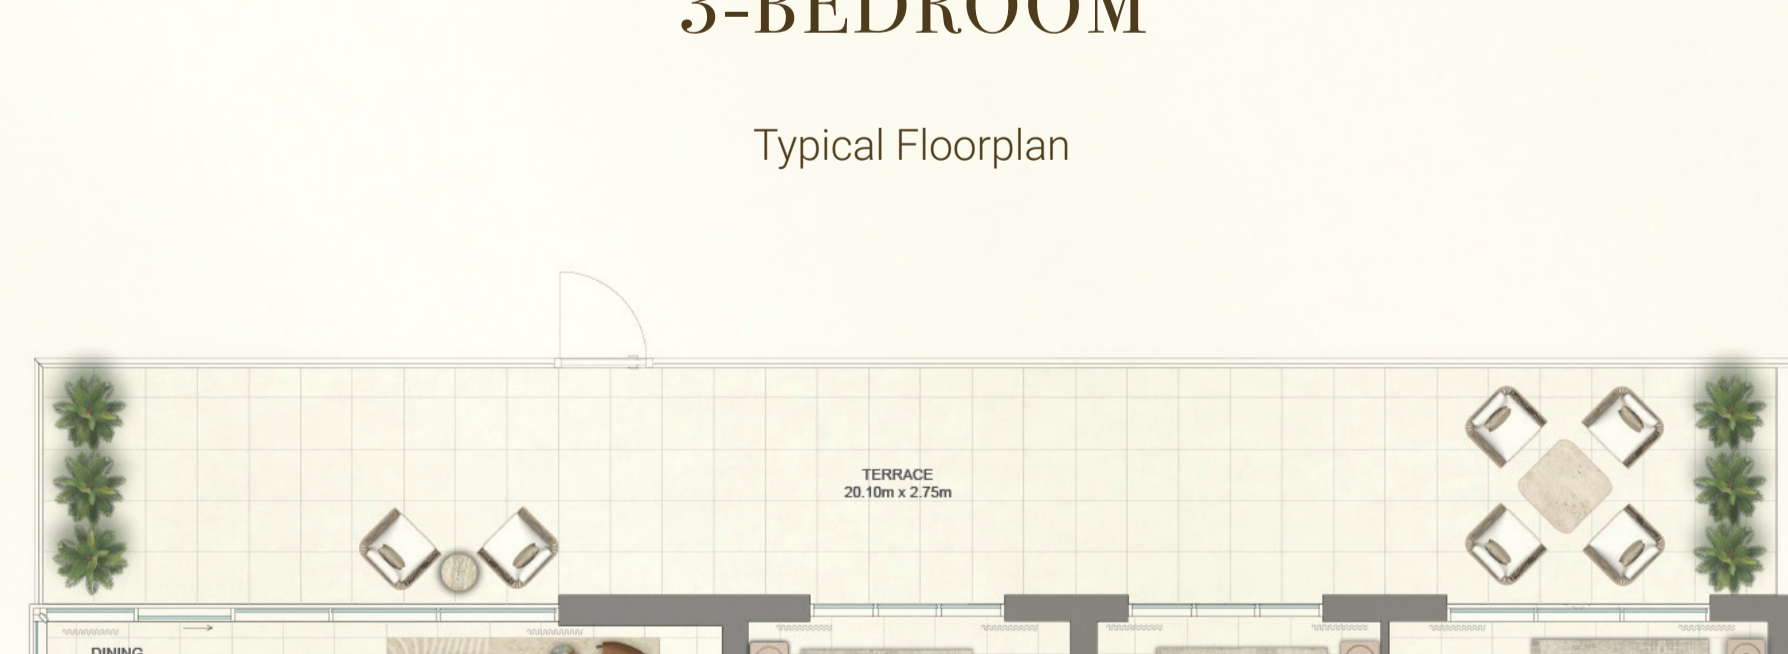 3-BEDROOM
Typical Floorplan
TERRACE
20.10m x 2.75m
DINING